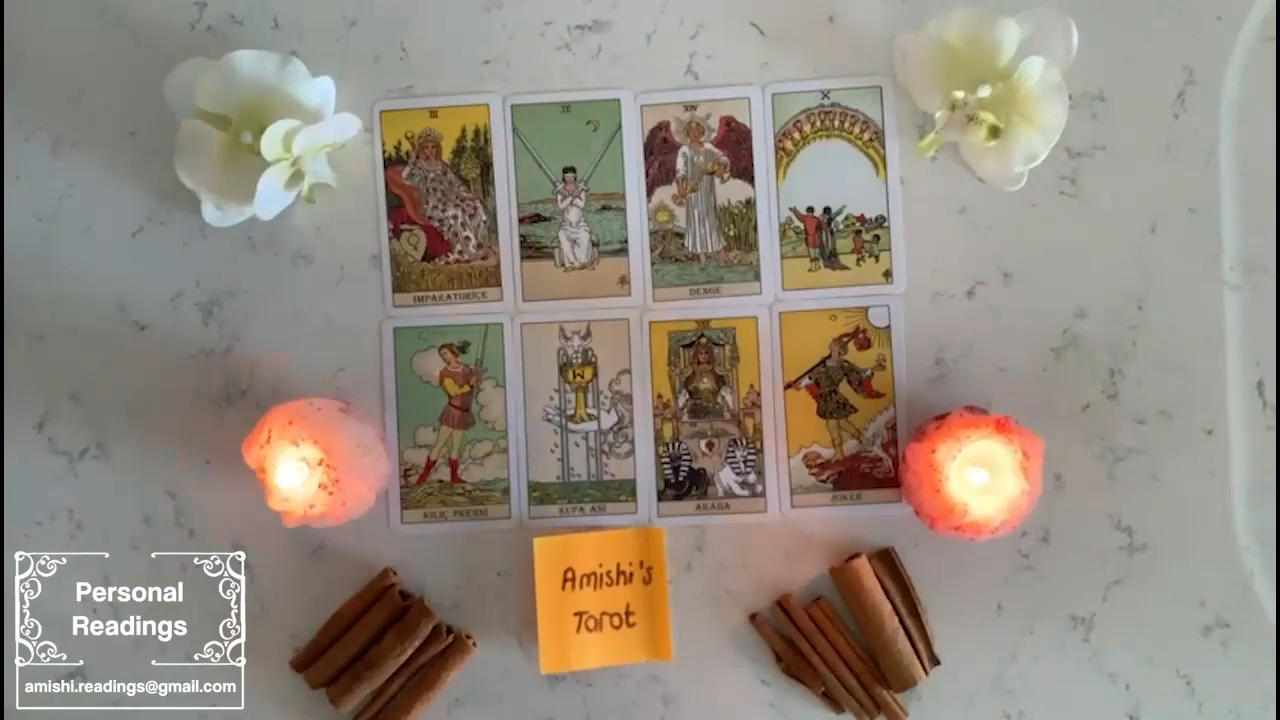 III
II
XIV
X
IMPARATORİÇE
DENGE
KILIÇ PRENSİ
KUPA ASI
ARABA
JOKER
Amishi's
Tarot
Personal
Readings
amishi.readings@gmail.com